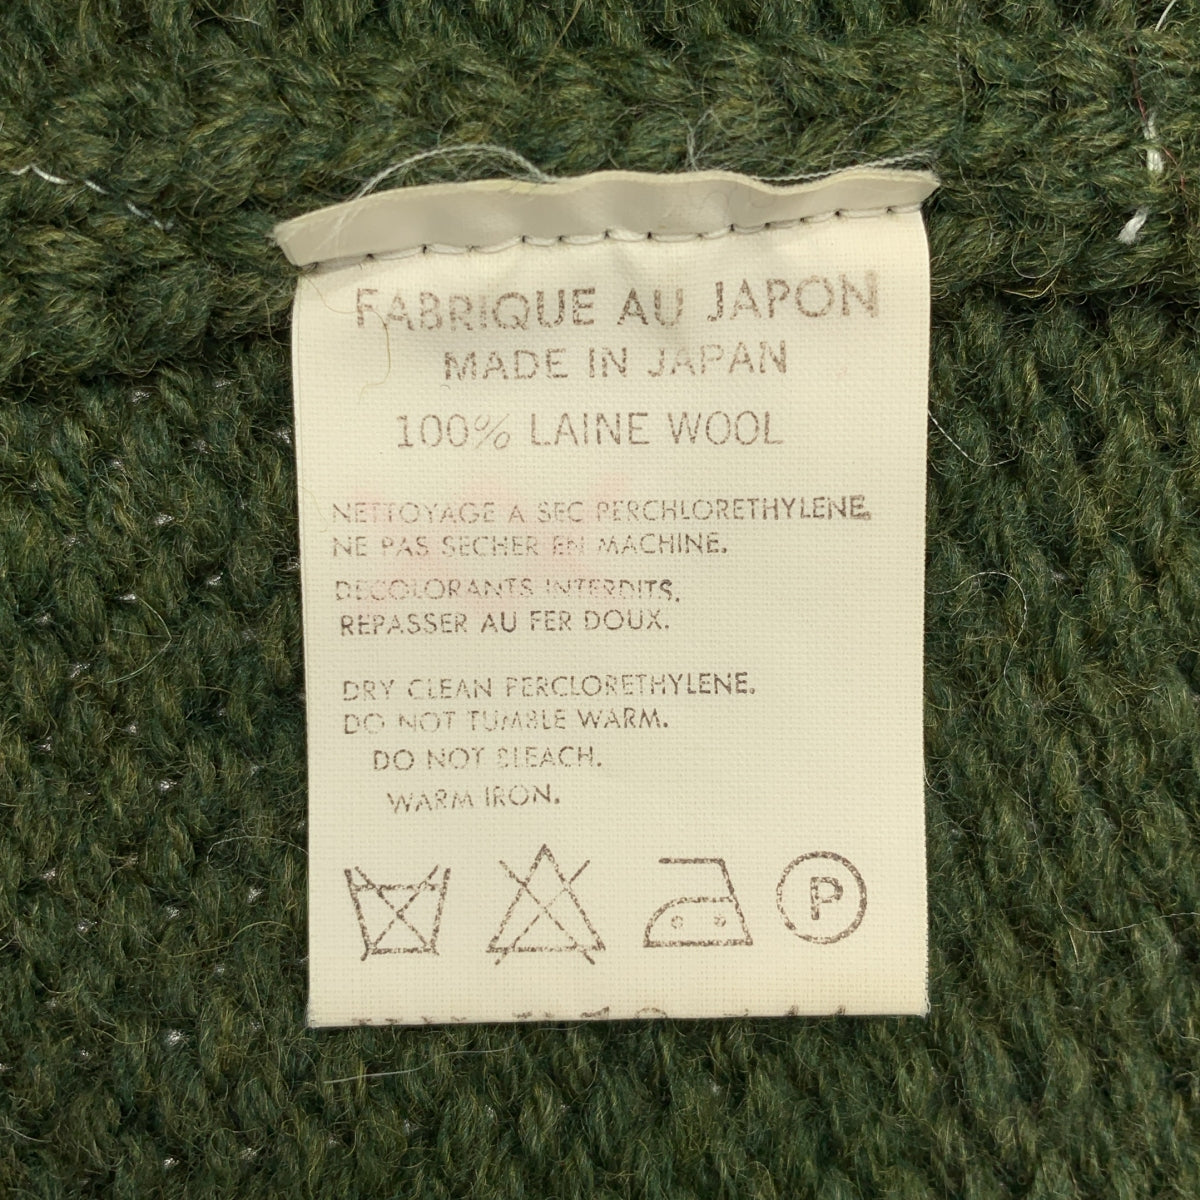 FABRIQUE AU JAPON
MADE IN JAPAN
100% LAINE WOOL
NETTOYAGE A SEC PERCHLORETHYLENE.
NE PAS SECHER EN MACHINE.
DECOLORANTS INTERDITS.
REPASSER AU FER DOUX.
DRY CLEAN PERCLORETHYLENE.
DO NOT TUMBLE WARM.
DO NOT BLEACH.
WARM IRON.
P